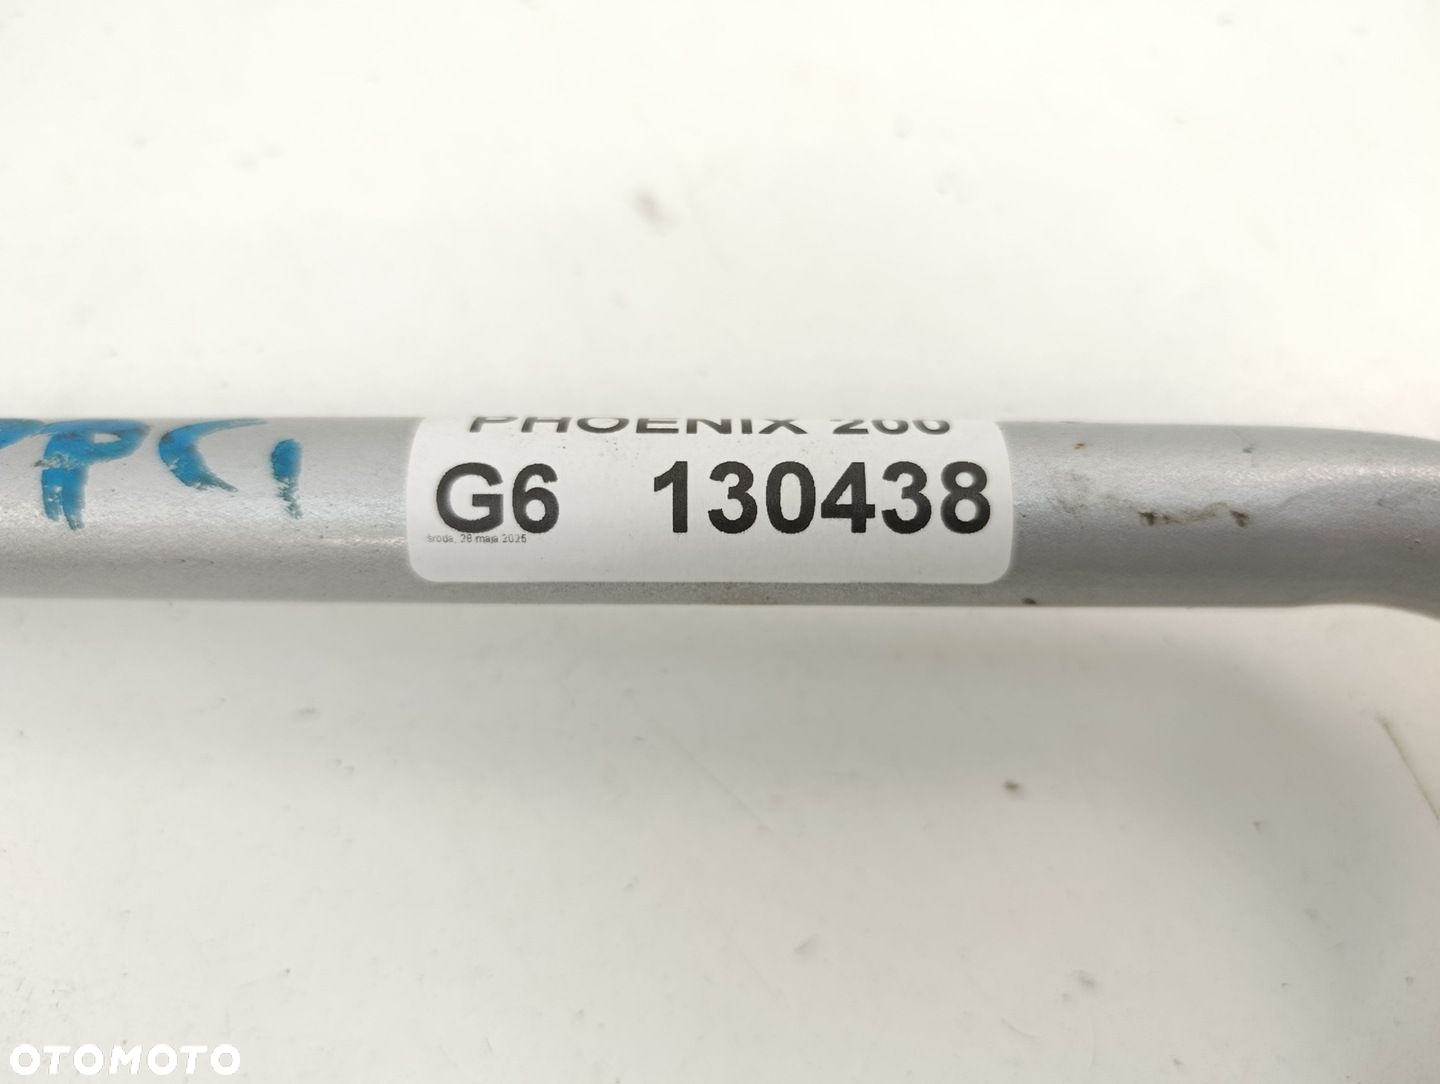 PHOENIX 200
G6 130438
środa, 28 maja 2025
OTOMOTO